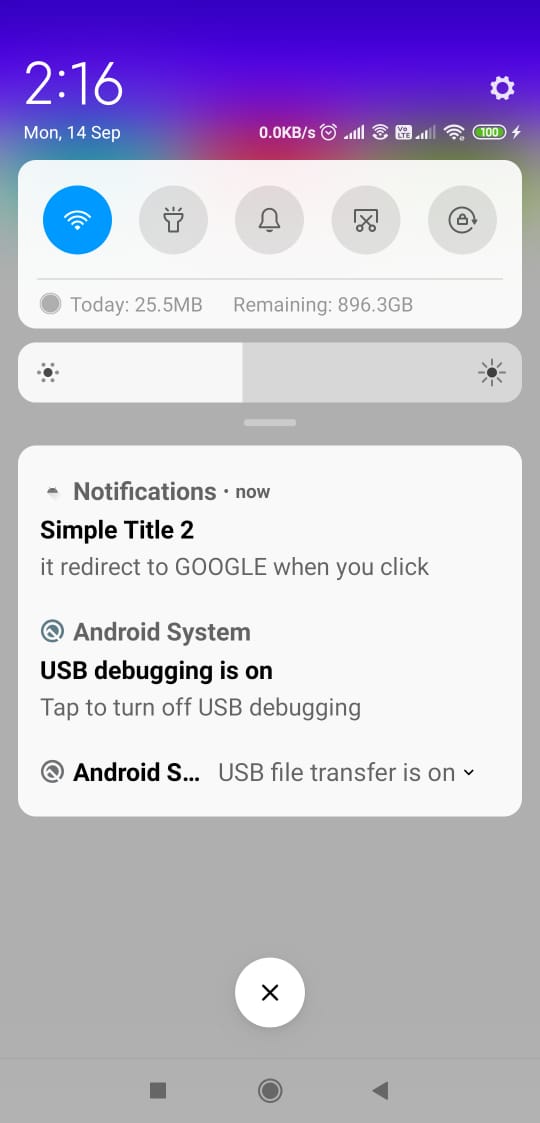 2:16
Mon, 14 Sep
0.0KB/s Vo LTE 100
Today: 25.5MB Remaining: 896.3GB
Notifications · now
Simple Title 2
it redirect to GOOGLE when you click
Android System
USB debugging is on
Tap to turn off USB debugging
Android S... USB file transfer is on